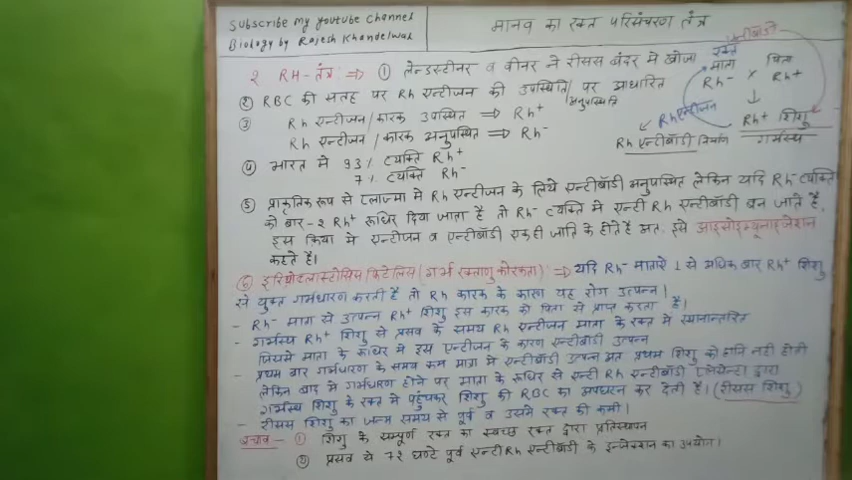 Subscribe my youtube channel
Biology by Rajesh Khandelwal
मानव का रक्त परिसंचरण तंत्र
२. RH-तंत्र :⇒ ① लेन्डस्टीनर व वीनर ने रीसस बंदर मे खोजा
② RBC की सतह पर Rh एन्टीजन की उपस्थिति/अनुपस्थिति पर आधारित
③ Rh एन्टीजन/कारक उपस्थित ⇒ Rh⁺
Rh एन्टीजन/कारक अनुपस्थित ⇒ Rh⁻
④ भारत मे 93% व्यक्ति Rh⁺
7% व्यक्ति Rh⁻
एन्टीबॉडी
रक्त
माता पिता
Rh⁻ × Rh⁺
↓
Rh एन्टीजन Rh⁺ शिशु
Rh एन्टीबॉडी निर्माण गर्भस्थ
⑤ प्राकृतिक रूप से प्लाज्मा मे Rh एन्टीजन के लिये एन्टीबॉडी अनुपस्थित लेकिन यदि Rh⁻ व्यक्ति
को बार-२ Rh⁺ रूधिर दिया जाता है तो Rh⁻ व्यक्ति मे एन्टी Rh एन्टीबॉडी बन जाते है,
इस क्रिया मे एन्टीजन व एन्टीबॉडी एकही जाति के होते है अतः इसे आइसोइम्यूनाइजेशन
कहते है।
⑥ इरिथ्रोब्लास्टोसिस फिटेलिस (गर्भ रक्ताणु कोरकता) :⇒ यदि Rh⁻ माताऐ 1 से अधिक बार Rh⁺ शिशु
से युक्त गर्भधारण करती है तो Rh कारक के कारण यह रोग उत्पन्न।
- Rh⁻ माता से उत्पन्न Rh⁺ शिशु इस कारक को पिता से प्राप्त करता है।
- गर्भस्थ Rh⁺ शिशु से प्रसव के समय Rh एन्टीजन माता के रक्त मे स्थानान्तरित
जिससे माता के रूधिर मे इस एन्टीजन के कारण एन्टीबॉडी उत्पन्न
- प्रथम बार गर्भधारण के समय कम मात्रा मे एन्टीबॉडी उत्पन्न अतः प्रथम शिशु को हानि नही होती
लेकिन बाद मे गर्भधारण होने पर माता के रूधिर से एन्टी Rh एन्टीबॉडी प्लेसेन्टा द्वारा
गर्भस्थ शिशु के रक्त मे पहुंचकर शिशु की RBC का अपघटन कर देती है। (रीसस शिशु)
- रीसस शिशु का जन्म समय से पूर्व व उसमे रक्त की कमी।
बचाव - ① शिशु के सम्पूर्ण रक्त का स्वच्छ रक्त द्वारा प्रतिस्थापन
② प्रसव के 72 घण्टे पूर्व एन्टी Rh एन्टीबॉडी के इन्जेक्शन का उपयोग।